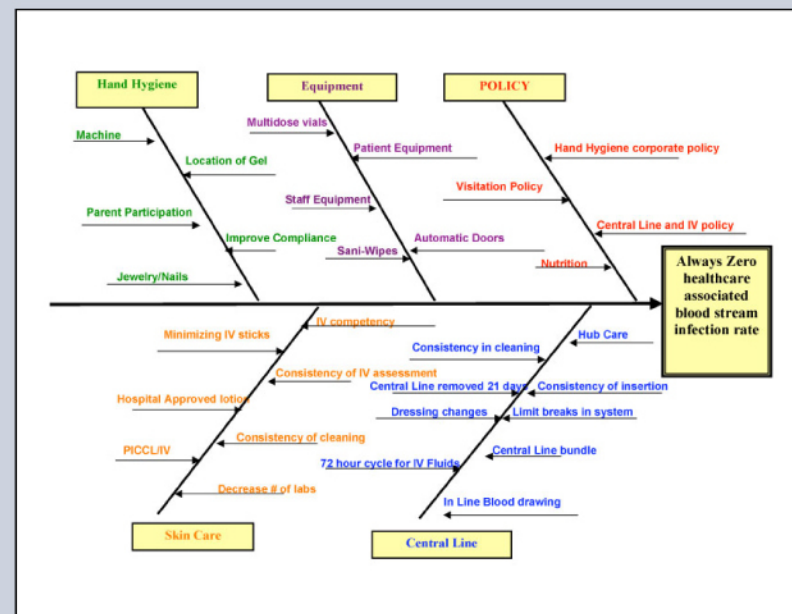 Hand Hygiene
Equipment
POLICY
Multidose vials
Machine
Patient Equipment
Hand Hygiene corporate policy
Location of Gel
Visitation Policy
Staff Equipment
Parent Participation
Central Line and IV policy
Improve Compliance
Automatic Doors
Sani-Wipes
Nutrition
Jewelry/Nails
Always Zero
healthcare
associated
blood stream
infection rate
IV competency
Minimizing IV sticks
Hub Care
Consistency in cleaning
Consistency of IV assessment
Central Line removed 21 days
Consistency of insertion
Hospital Approved lotion
Dressing changes
Limit breaks in system
Consistency of cleaning
Central Line bundle
PICCL/IV
72 hour cycle for IV Fluids
Decrease # of labs
In Line Blood drawing
Skin Care
Central Line